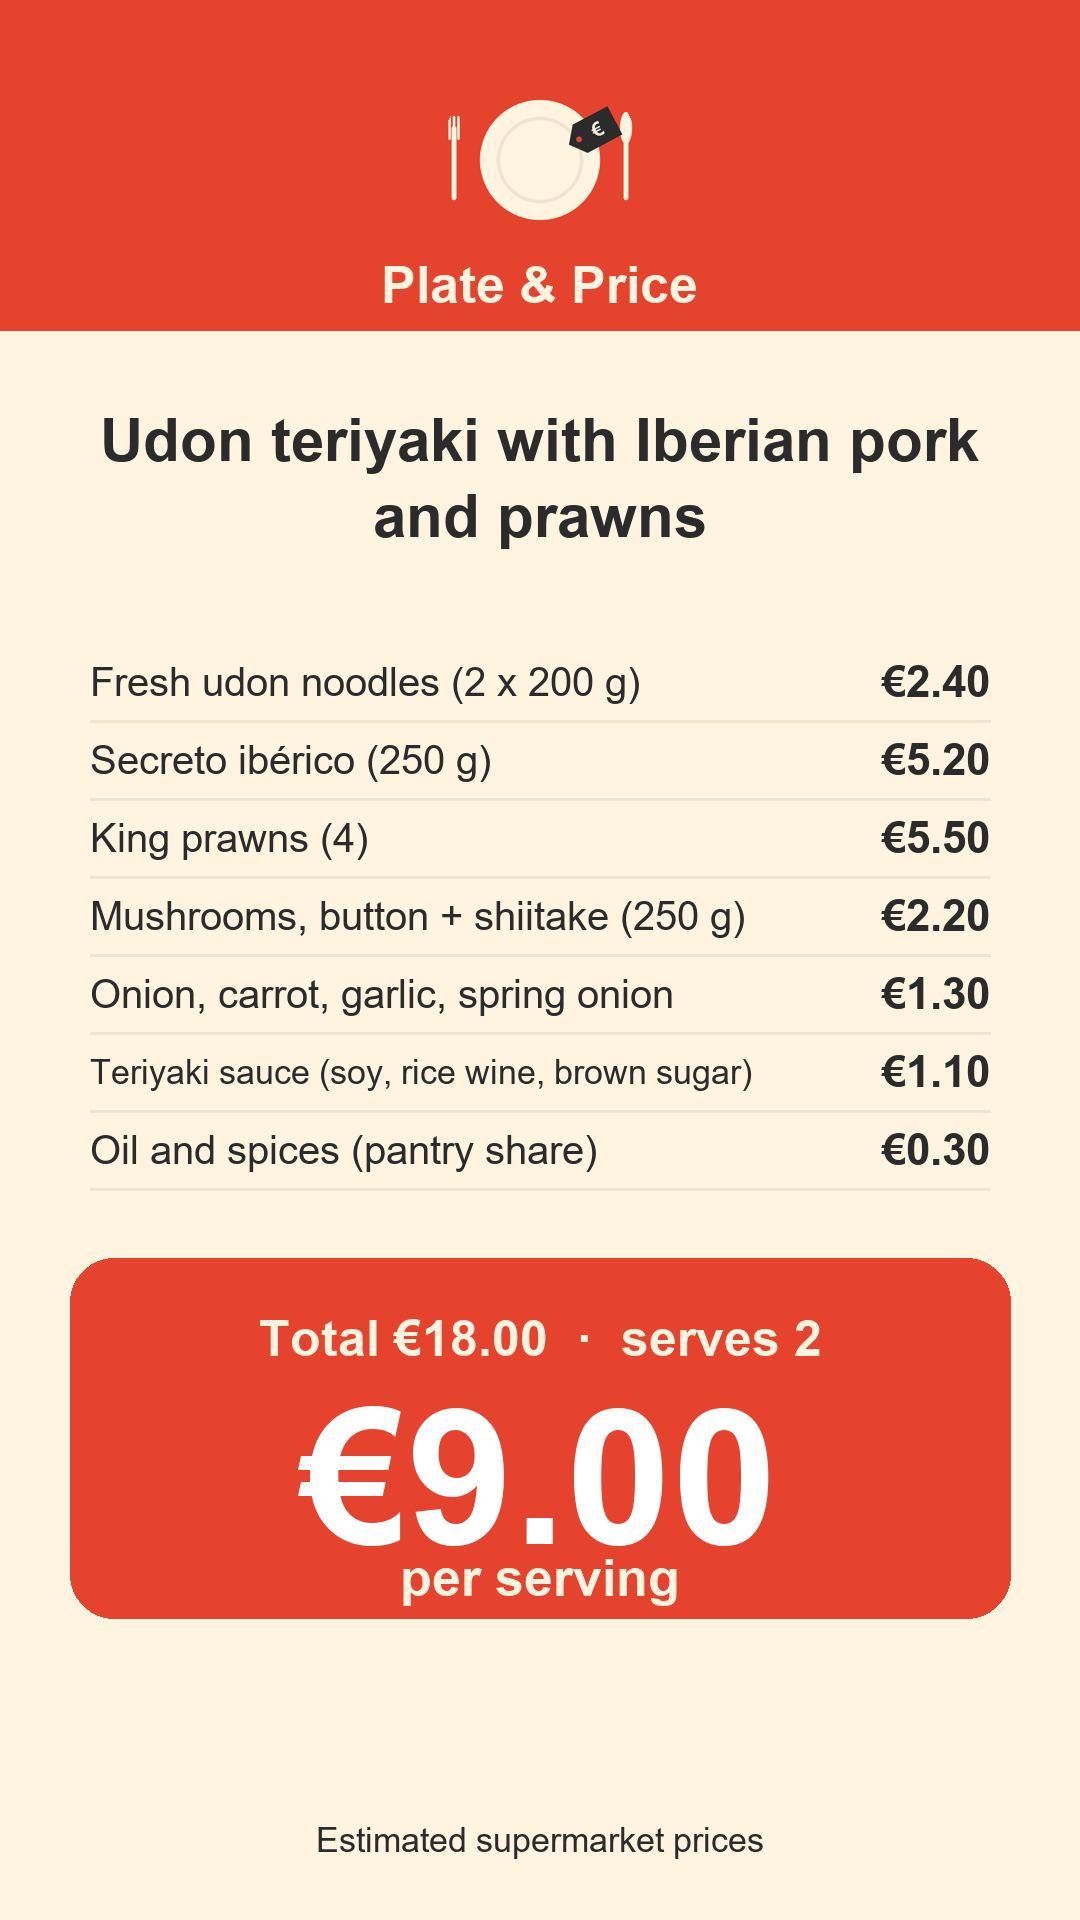 €
Plate & Price
Udon teriyaki with Iberian pork
and prawns
Fresh udon noodles (2 x 200 g) €2.40
Secreto ibérico (250 g) €5.20
King prawns (4) €5.50
Mushrooms, button + shiitake (250 g) €2.20
Onion, carrot, garlic, spring onion €1.30
Teriyaki sauce (soy, rice wine, brown sugar) €1.10
Oil and spices (pantry share) €0.30
Total €18.00 · serves 2
€9.00
per serving
Estimated supermarket prices